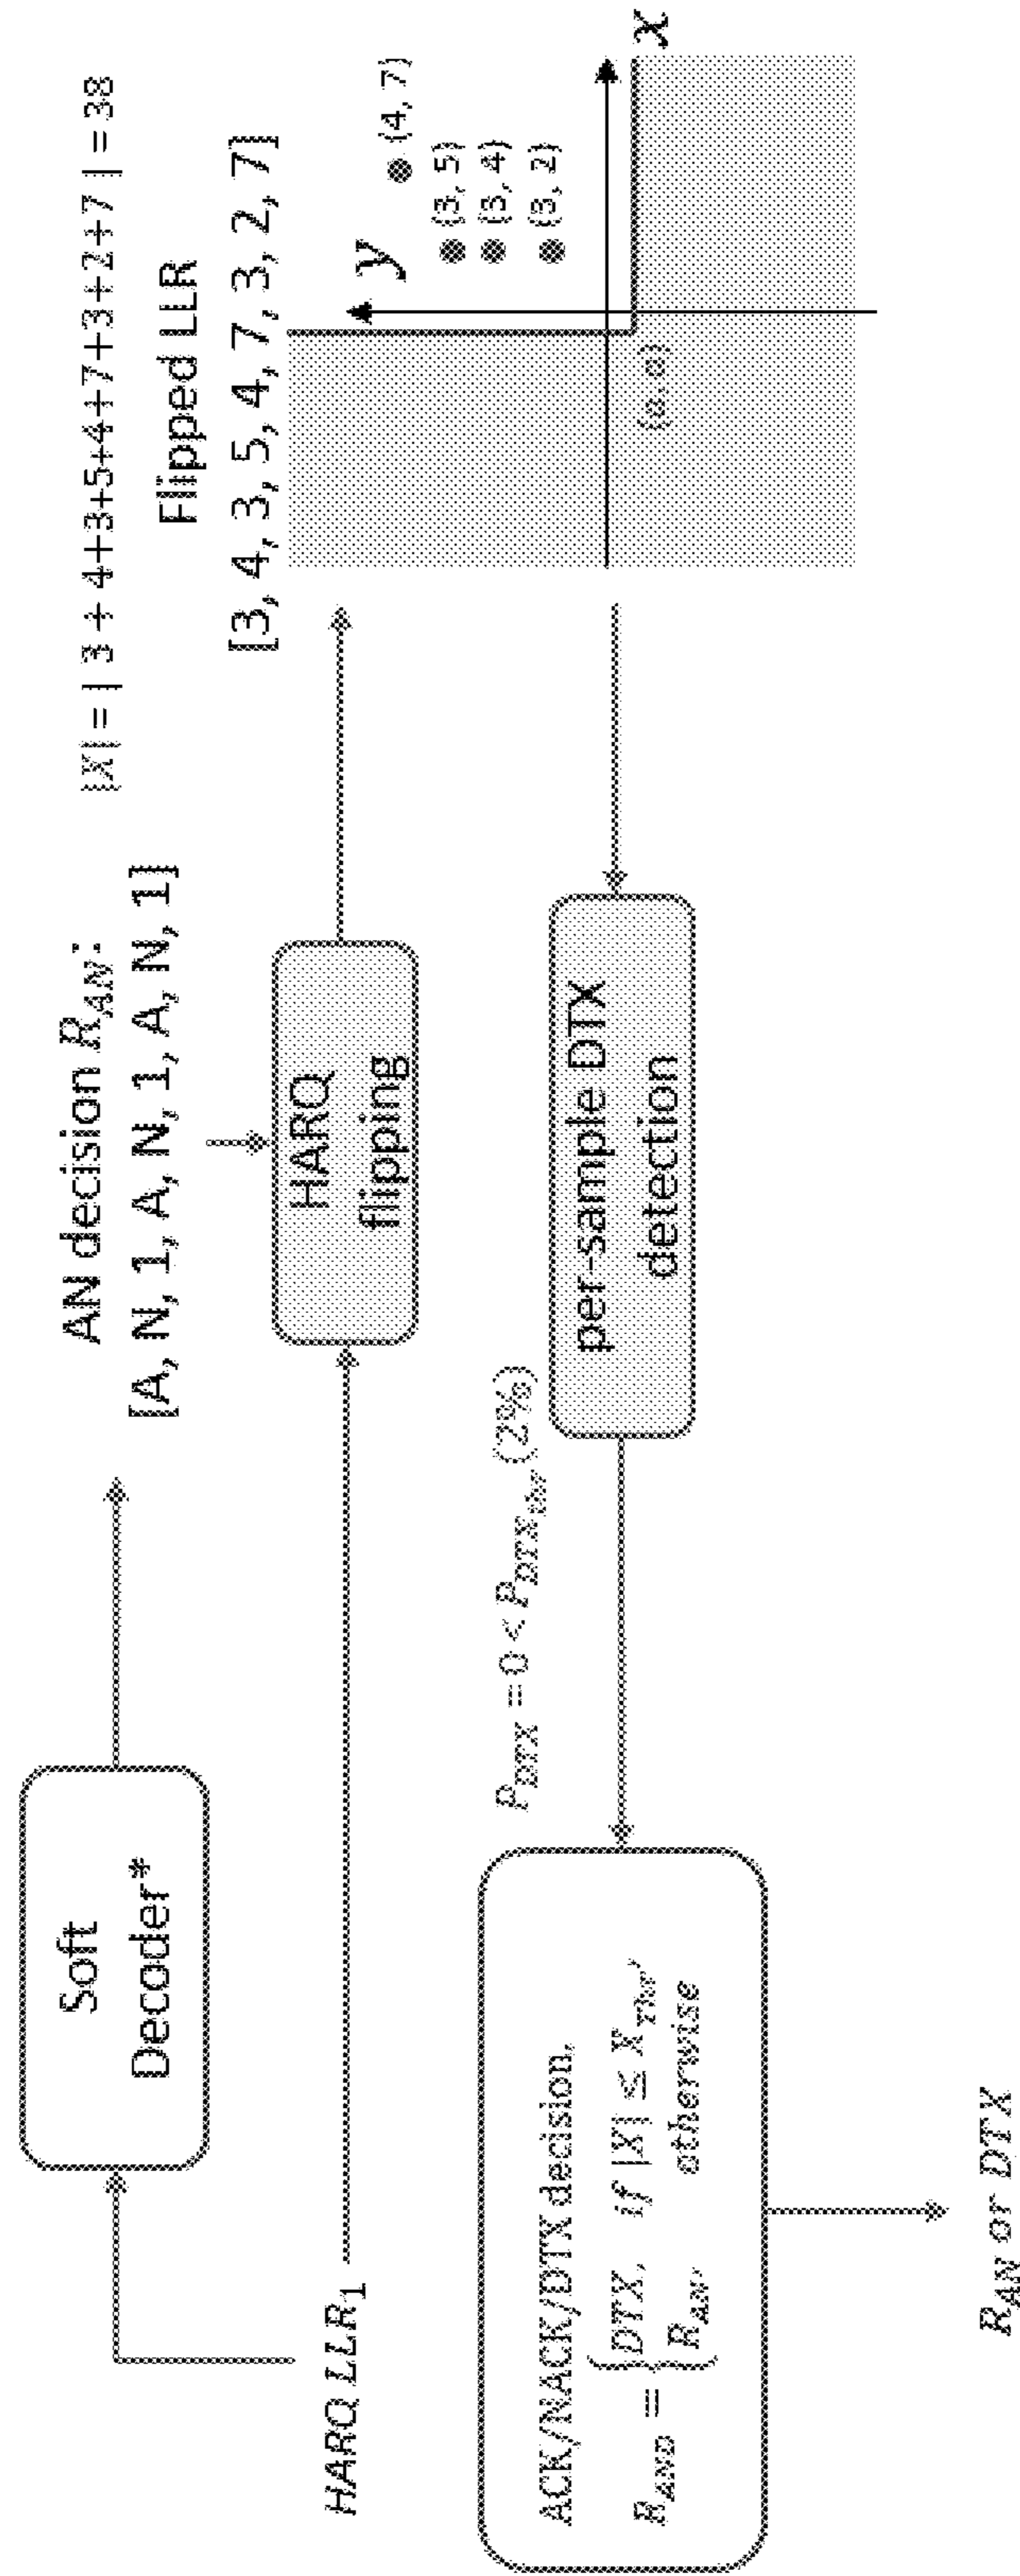 Soft
Decoder*
AN decision R_AN:
[A, N, 1, A, N, 1, A, N, 1]
|X| = | 3 + 4+3+5+4+7+3+2+7 | = 38
Flipped LLR
[3, 4, 3, 5, 4, 7, 3, 2, 7]
HARQ LLR_1
HARQ
flipping
y
(4, 7)
(3, 5)
(3, 4)
(3, 2)
x
P_DTX = 0 < P_DTX_thr (2%)
per-sample DTX
detection
ACK/NACK/DTX decision,
R_AND = { DTX, if |X| ≤ X_Thr,
R_AN, otherwise
R_AN or DTX